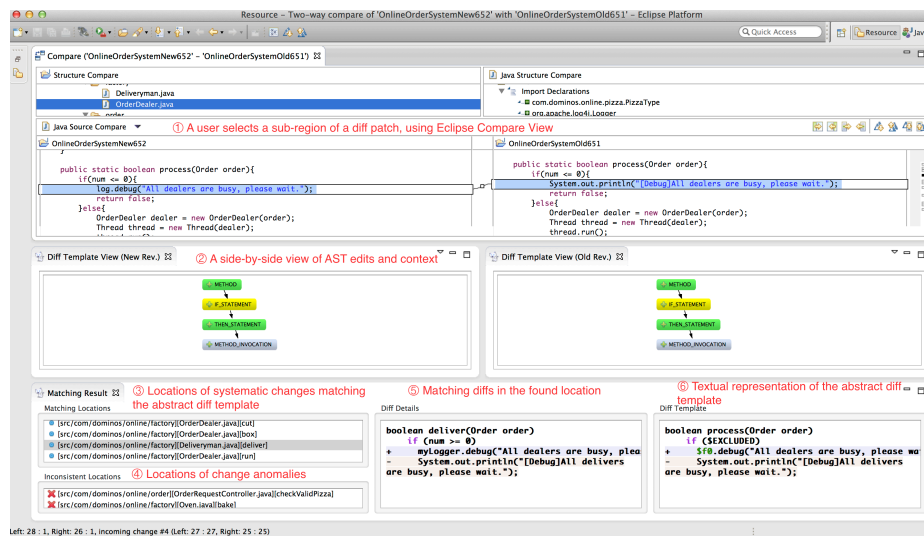 Resource - Two-way compare of 'OnlineOrderSystemNew652' with 'OnlineOrderSystemOld651' - Eclipse Platform
Quick Access
Resource
Jav
Compare ('OnlineOrderSystemNew652' - 'OnlineOrderSystemOld651')
Structure Compare
Deliveryman.java
OrderDealer.java
order
Java Structure Compare
Import Declarations
com.dominos.online.pizza.PizzaType
org.apache.log4j.Logger
Java Source Compare
① A user selects a sub-region of a diff patch, using Eclipse Compare View
OnlineOrderSystemNew652
}
public static boolean process(Order order){
if(num <= 0){
log.debug("All dealers are busy, please wait.");
return false;
}else{
OrderDealer dealer = new OrderDealer(order);
Thread thread = new Thread(dealer);
thread.run();
OnlineOrderSystemOld651
public static boolean process(Order order){
if(num <= 0){
System.out.println("[Debug]All dealers are busy, please wait.");
return false;
}else{
OrderDealer dealer = new OrderDealer(order);
Thread thread = new Thread(dealer);
thread.run();
Diff Template View (New Rev.)
② A side-by-side view of AST edits and context
METHOD
IF_STATEMENT
THEN_STATEMENT
METHOD_INVOCATION
Diff Template View (Old Rev.)
METHOD
IF_STATEMENT
THEN_STATEMENT
METHOD_INVOCATION
Matching Result
③ Locations of systematic changes matching
the abstract diff template
Matching Locations
[src/com/dominos/online/factory][OrderDealer.java][cut]
[src/com/dominos/online/factory][OrderDealer.java][box]
[src/com/dominos/online/factory][Deliveryman.java][deliver]
[src/com/dominos/online/factory][OrderDealer.java][run]
Inconsistent Locations
④ Locations of change anomalies
[src/com/dominos/online/order][OrderRequestController.java][checkValidPizza]
[src/com/dominos/online/factory][Oven.java][bake]
⑤ Matching diffs in the found location
Diff Details
boolean deliver(Order order)
if (num >= 0)
+ myLogger.debug("All dealers are busy, plea
- System.out.println("[Debug]All delivers
are busy, please wait.");
⑥ Textual representation of the abstract diff
template
Diff Template
boolean process(Order order)
if ($EXCLUDED)
+ $f0.debug("All dealers are busy, please wa
- System.out.println("[Debug]All delivers
are busy, please wait.");
Left: 28 : 1, Right: 26 : 1, incoming change #4 (Left: 27 : 27, Right: 25 : 25)